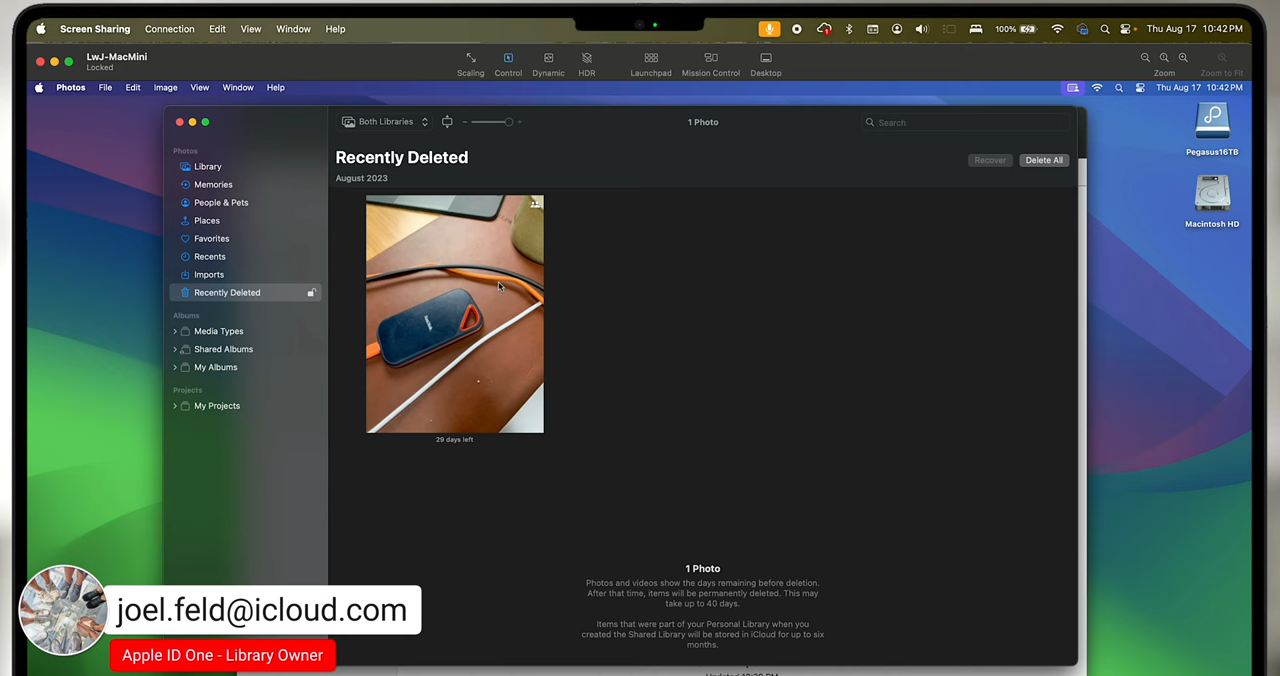 Screen Sharing Connection Edit View Window Help
100% Thu Aug 17 10:42 PM
LwJ-MacMini
Locked
Scaling Control Dynamic HDR Launchpad Mission Control Desktop Zoom Zoom to Fit
Photos File Edit Image View Window Help
Thu Aug 17 10:42 PM
Both Libraries
1 Photo
Search
Photos
Library
Memories
People & Pets
Places
Favorites
Recents
Imports
Recently Deleted
Albums
Media Types
Shared Albums
My Albums
Projects
My Projects
Recently Deleted
Recover Delete All
August 2023
SanDisk
29 days left
1 Photo
Photos and videos show the days remaining before deletion.
After that time, items will be permanently deleted. This may
take up to 40 days.
Items that were part of your Personal Library when you
created the Shared Library will be stored in iCloud for up to six
months.
Pegasus16TB
Macintosh HD
joel.feld@icloud.com
Apple ID One - Library Owner